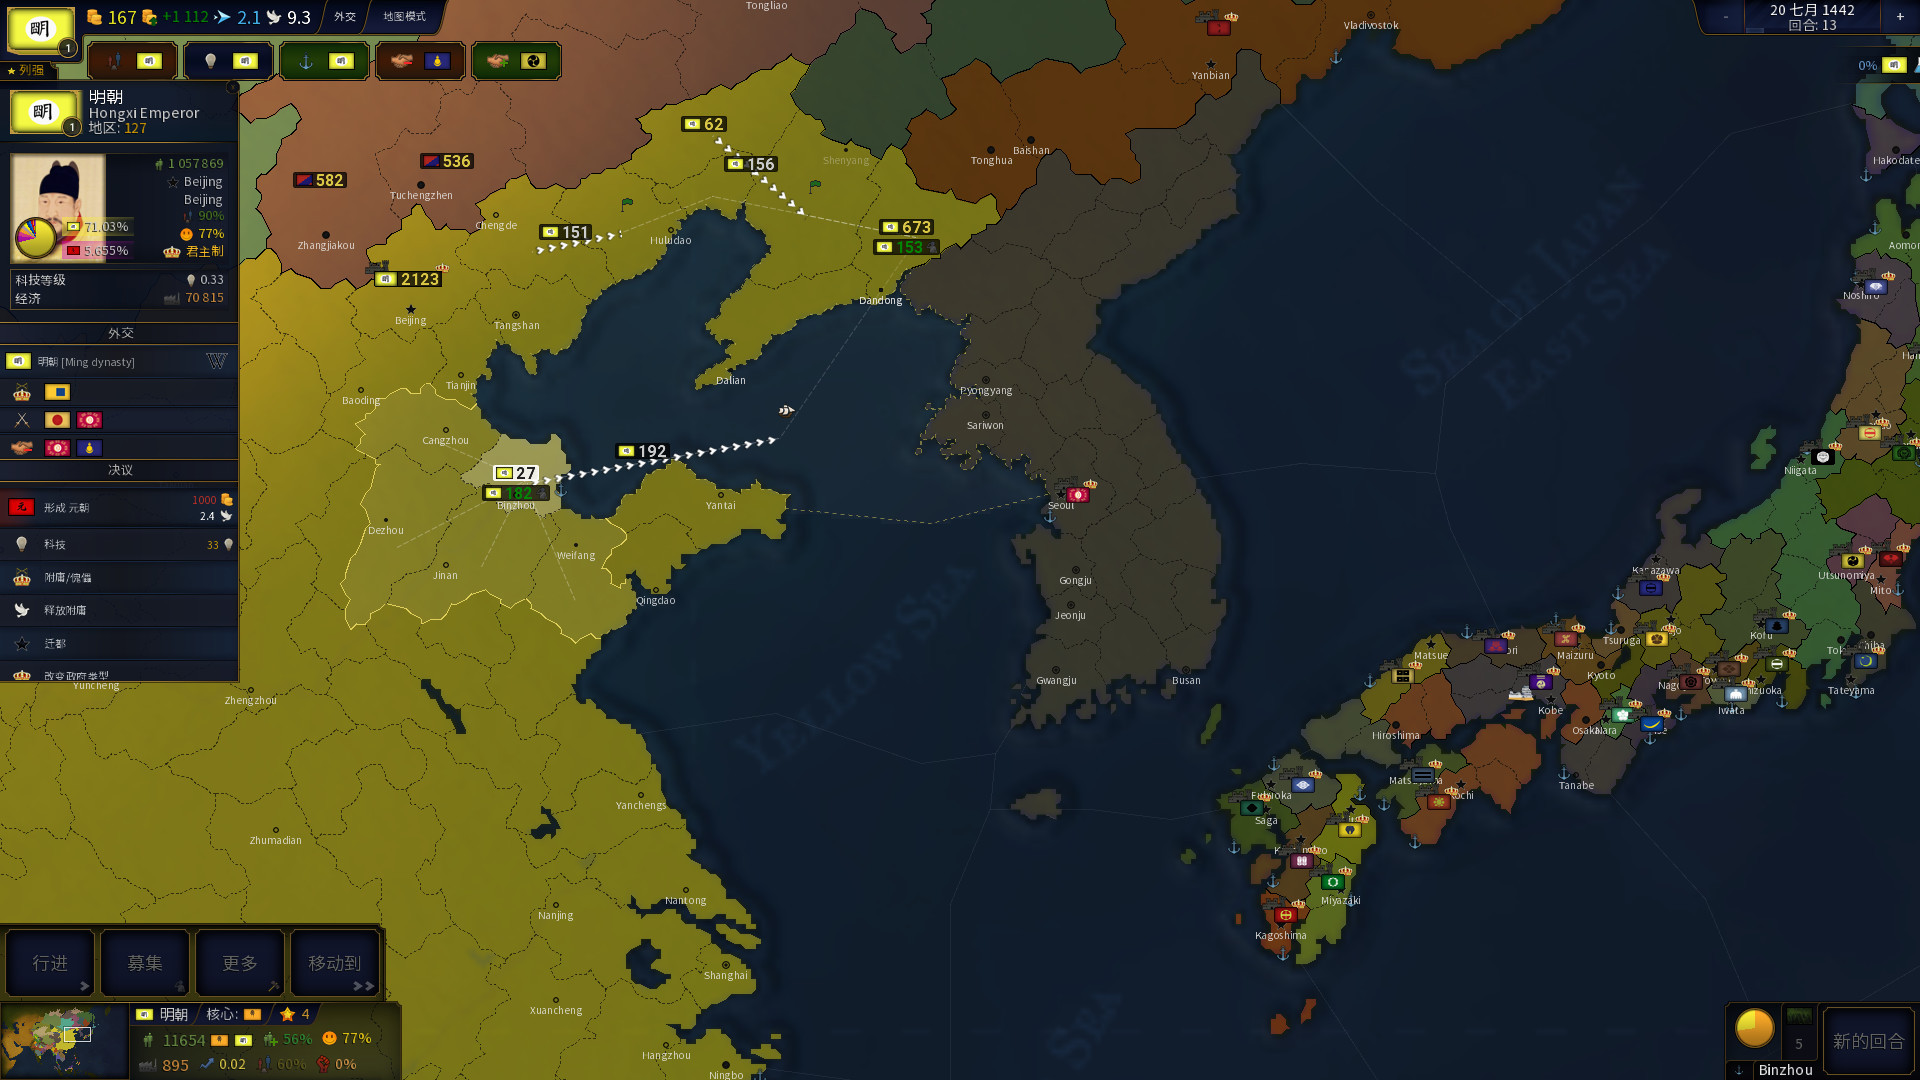 167 +1 112 2.1 9.3 外交 地图模式
20 七月 1442
回合: 13
- +
0%
明 1
列强
明朝
Hongxi Emperor
地区: 127
明 1
1 057 869
Beijing
Beijing
90%
77%
君主制
71.03%
5.655%
科技等级 0.33
经济 70 815
外交
明朝 [Ming dynasty] W
决议
形成 元朝 1000
2.4
科技 33
附庸/傀儡
释放附庸
迁都
改变政府类型
Tongliao
Vladivostok
Yanbian
Hakodate
Tonghua
Baishan
Shenyang
62
156
536
582
Tuchengzhen
Zhangjiakou
Chengde
151
Huludao
673
153
Dandong
2123
Beijing
Tangshan
Dalian
Tianjin
Baoding
Cangzhou
192
27
182
Binzhou
Yantai
Dezhou
Weifang
Jinan
Qingdao
Pyongyang
Sariwon
Seoul
Gongju
Jeonju
Gwangju
Busan
SEA OF JAPAN
EAST SEA
YELLOW SEA
SEA
Niigata
Kanazawa
Utsunomiya
Mito
Tsuruga
Maizuru
Matsue
Kyoto
Kofu
Tateyama
Iwata
Kobe
Hiroshima
Tanabe
Saga
Miyazaki
Kagoshima
Yuncheng
Zhengzhou
Zhumadian
Yanchengs
Nantong
Nanjing
Shanghai
Xuancheng
Hangzhou
Ningbo
行进 募集 更多 移动到
明朝 核心: 4
11654 56% 77%
895 0.02 60% 0%
5
新的回合
Binzhou